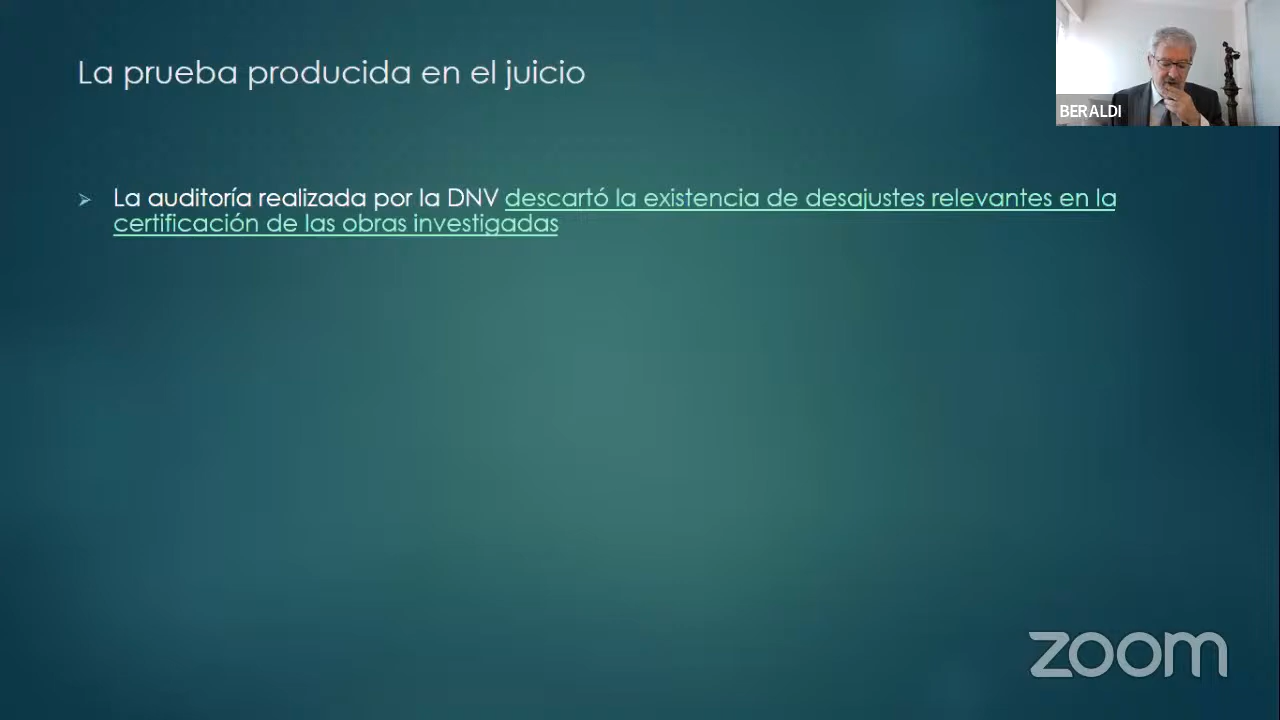 La prueba producida en el juicio
BERALDI
La auditoría realizada por la DNV descartó la existencia de desajustes relevantes en la
certificación de las obras investigadas
zoom